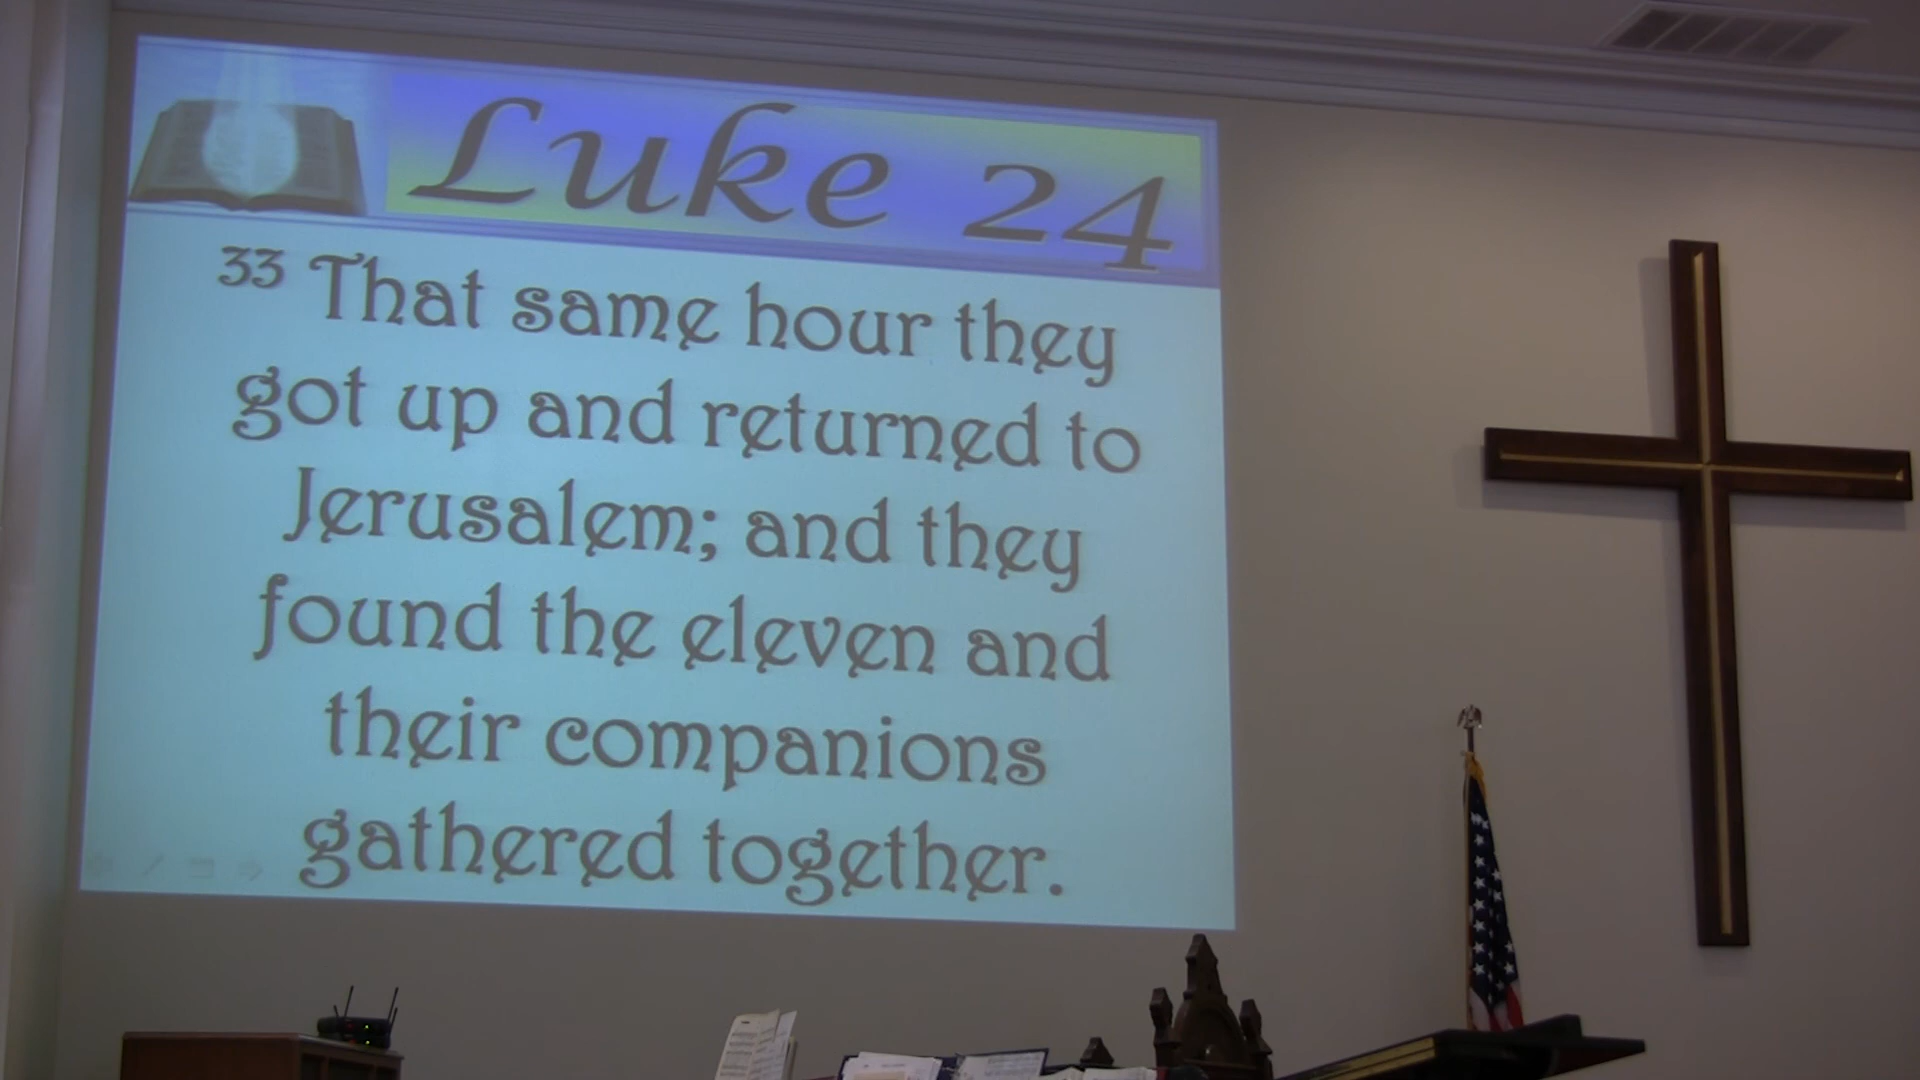 Luke 24
33 That same hour they
got up and returned to
Jerusalem; and they
found the eleven and
their companions
gathered together.